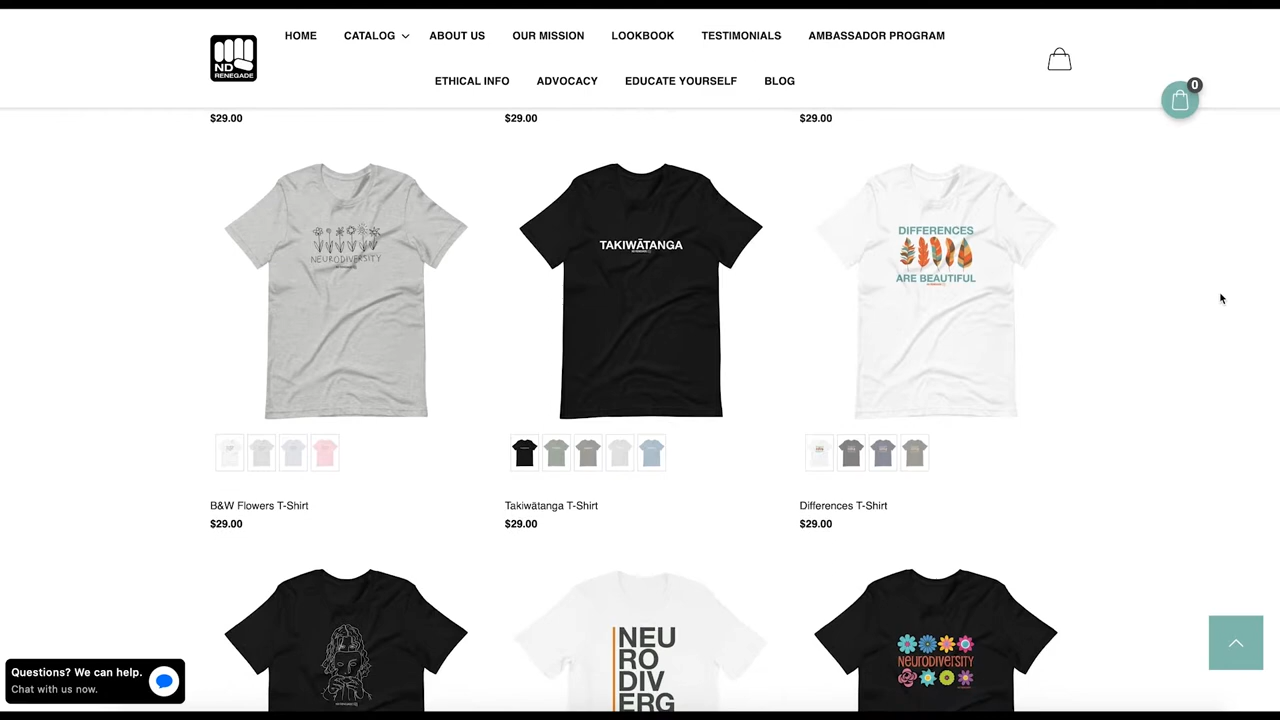 HOME CATALOG ABOUT US OUR MISSION LOOKBOOK TESTIMONIALS AMBASSADOR PROGRAM
ND
RENEGADE
ETHICAL INFO ADVOCACY EDUCATE YOURSELF BLOG
0
$29.00 $29.00 $29.00
NEURODIVERSITY
TAKIWĀTANGA
DIFFERENCES
ARE BEAUTIFUL
B&W Flowers T-Shirt Takiwātanga T-Shirt Differences T-Shirt
$29.00 $29.00 $29.00
NEU
RO
DIV
ERG
NEURODIVERSITY
Questions? We can help.
Chat with us now.